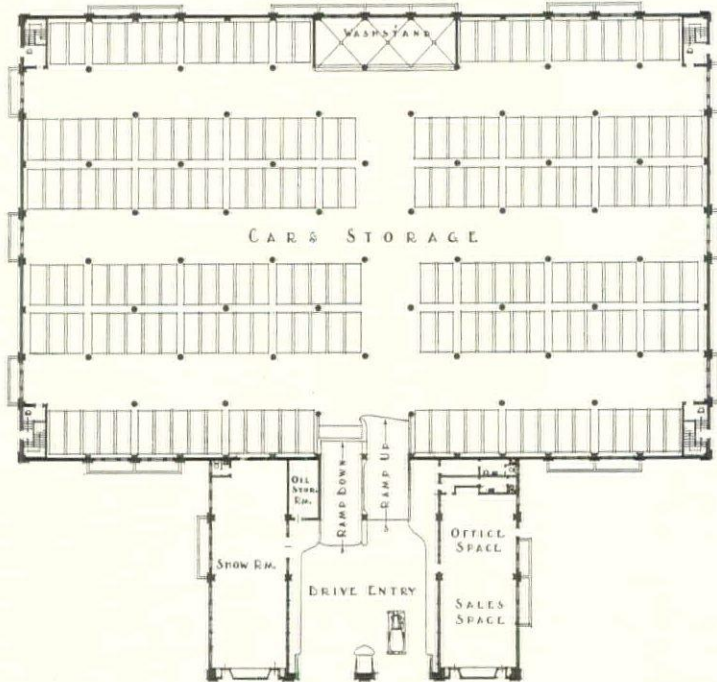 WASHSTAND
CARS STORAGE
OIL
STOR.
RM.
RAMP DOWN
RAMP UP
OFFICE
SPACE
SHOW RM.
DRIVE ENTRY
SALES
SPACE